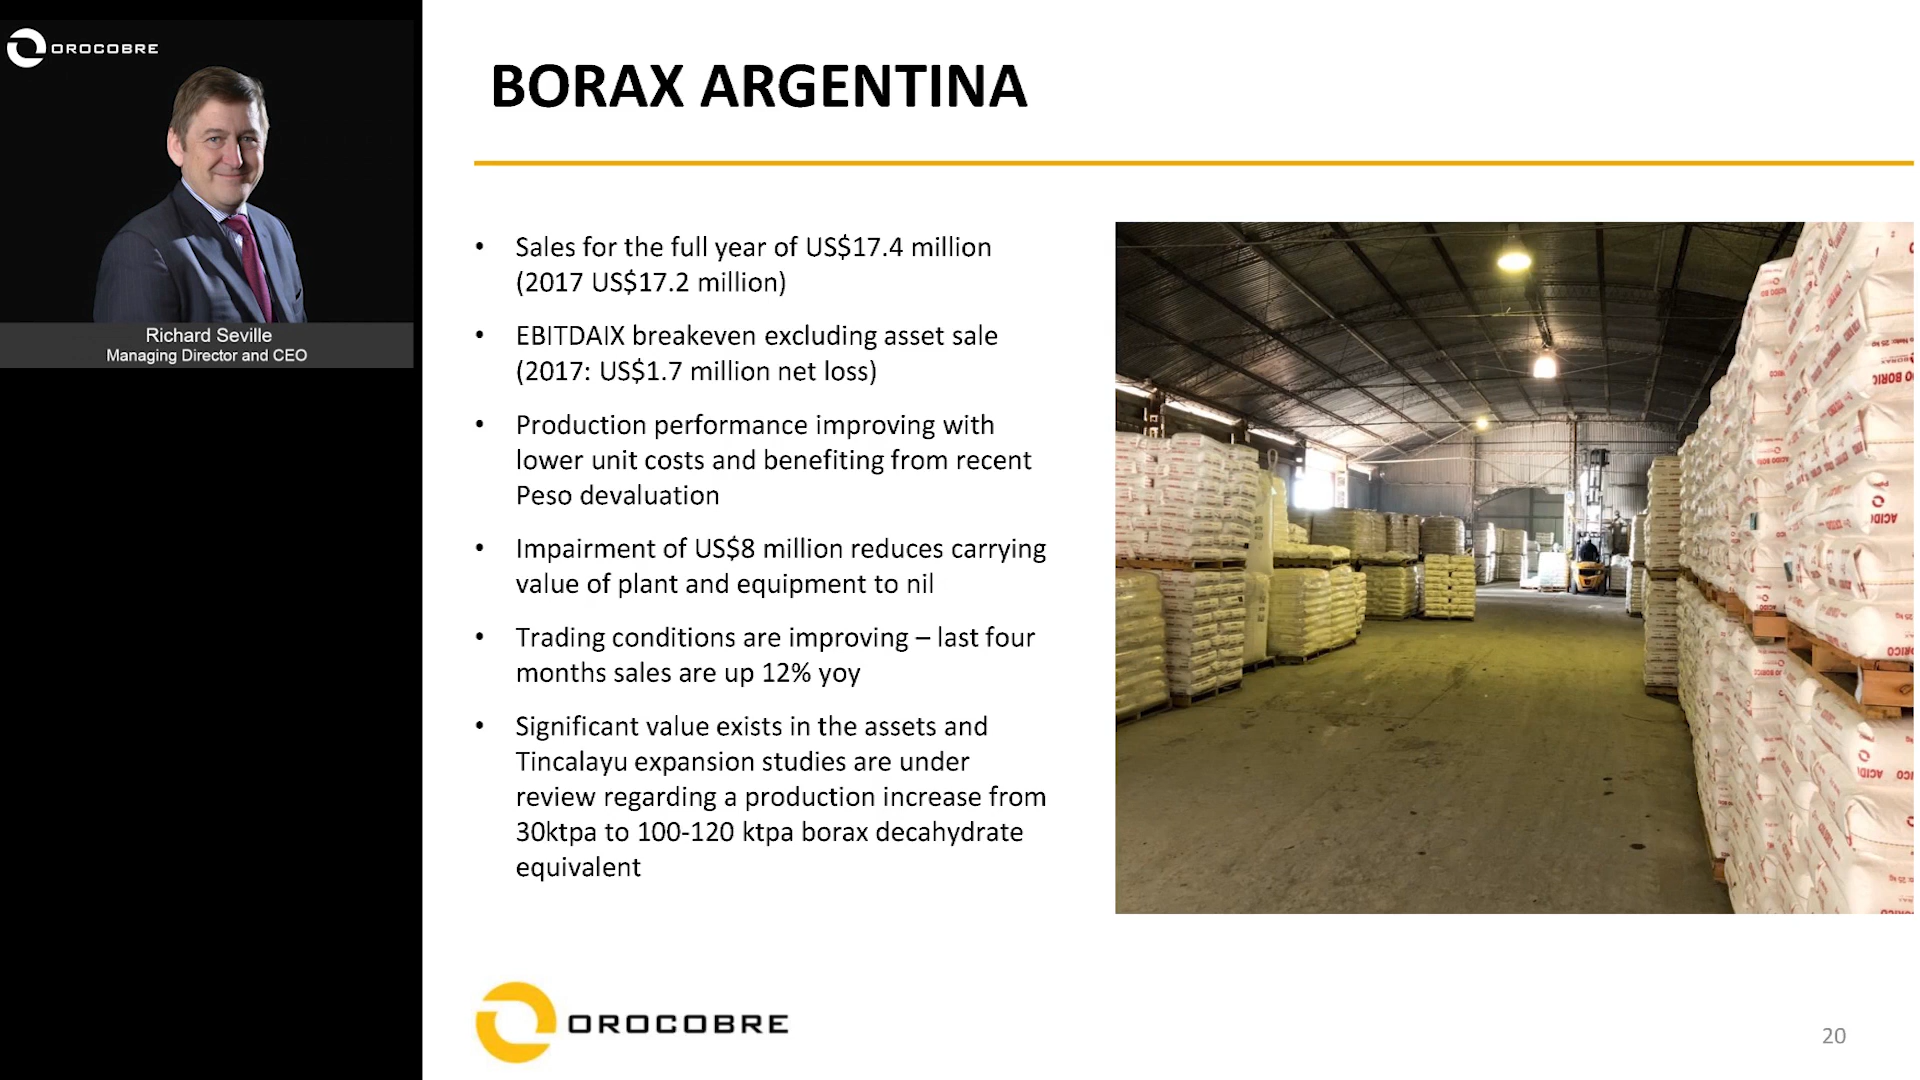 OROCOBRE
Richard Seville
Managing Director and CEO
BORAX ARGENTINA
• Sales for the full year of US$17.4 million
(2017 US$17.2 million)
• EBITDAIX breakeven excluding asset sale
(2017: US$1.7 million net loss)
• Production performance improving with
lower unit costs and benefiting from recent
Peso devaluation
• Impairment of US$8 million reduces carrying
value of plant and equipment to nil
• Trading conditions are improving – last four
months sales are up 12% yoy
• Significant value exists in the assets and
Tincalayu expansion studies are under
review regarding a production increase from
30ktpa to 100-120 ktpa borax decahydrate
equivalent
OROCOBRE
20